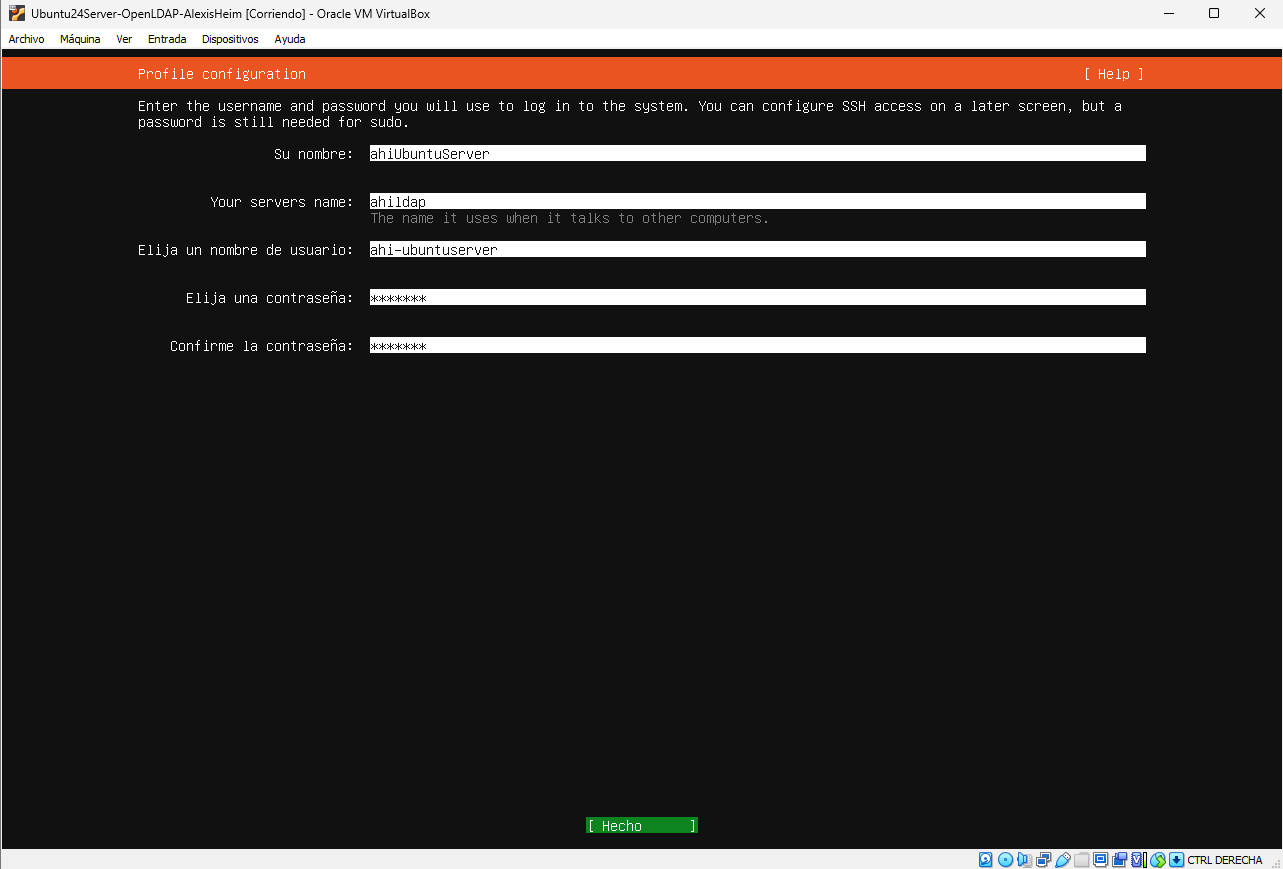 Ubuntu24Server-OpenLDAP-AlexisHeim [Corriendo] - Oracle VM VirtualBox
Archivo Máquina Ver Entrada Dispositivos Ayuda
Profile configuration [ Help ]
Enter the username and password you will use to log in to the system. You can configure SSH access on a later screen, but a
password is still needed for sudo.
Su nombre: ahiUbuntuServer
Your servers name: ahildap
The name it uses when it talks to other computers.
Elija un nombre de usuario: ahi-ubuntuserver
Elija una contraseña: *******
Confirme la contraseña: *******
[ Hecho ]
CTRL DERECHA